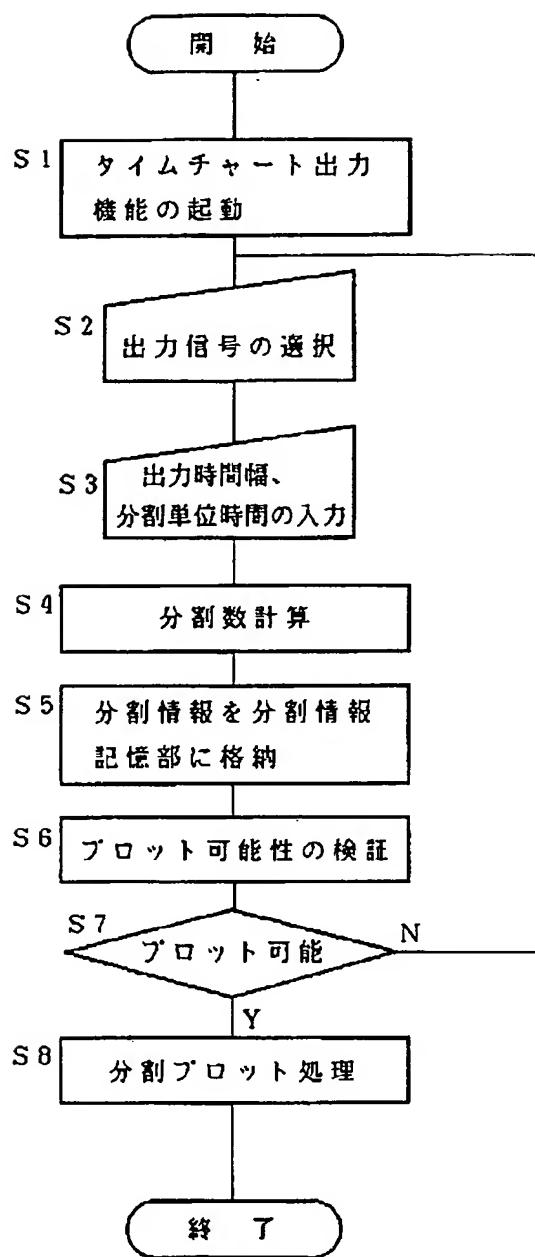 開 始
S1
タイムチャート出力
機能の起動
S2
出力信号の選択
S3
出力時間幅、
分割単位時間の入力
S4
分割数計算
S5
分割情報を分割情報
記憶部に格納
S6
プロット可能性の検証
S7
プロット可能
N
Y
S8
分割プロット処理
終 了